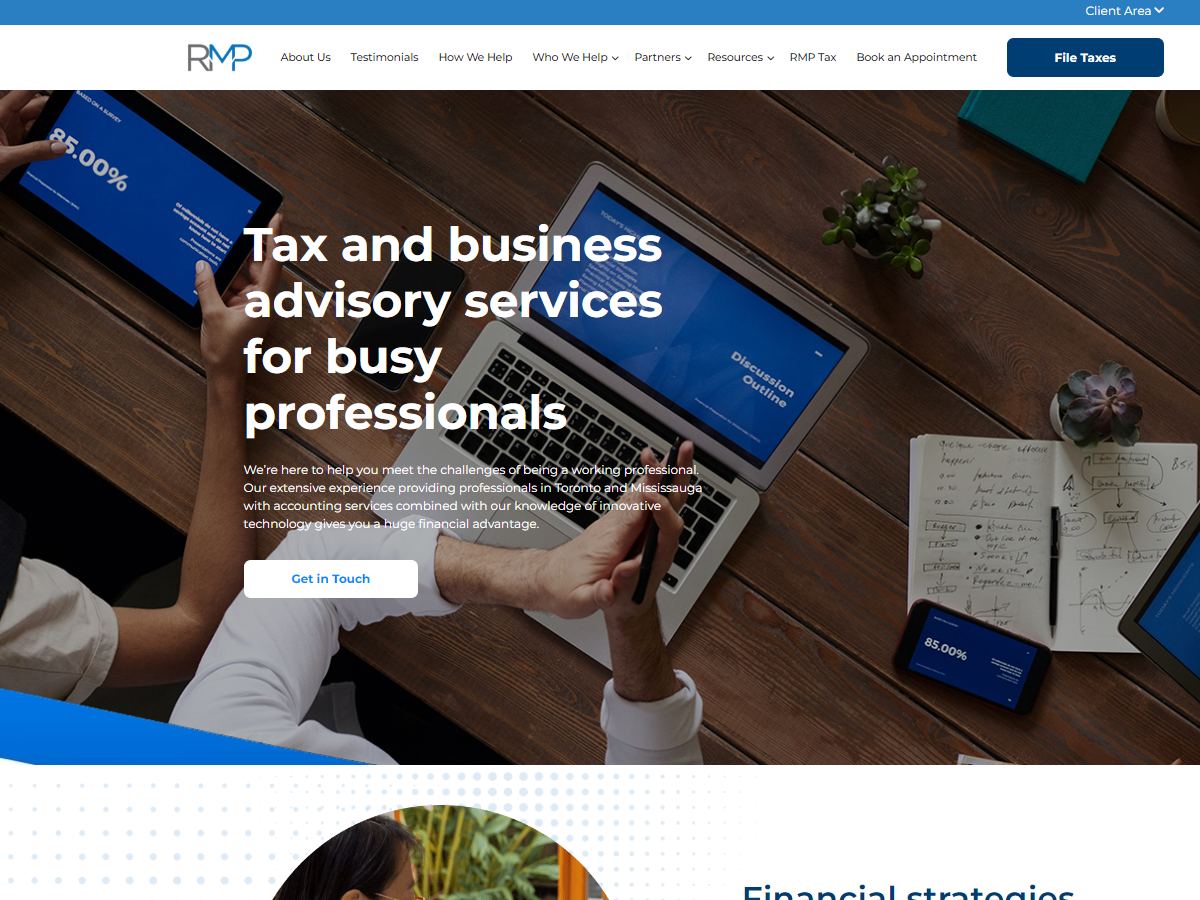 Client Area
RMP
About Us
Testimonials
How We Help
Who We Help
Partners
Resources
RMP Tax
Book an Appointment
File Taxes
BASED ON A SURVEY
85.00%
Tax and business
advisory services
for busy
professionals
Discussion
Outline
We're here to help you meet the challenges of being a working professional.
Our extensive experience providing professionals in Toronto and Mississauga
with accounting services combined with our knowledge of innovative
technology gives you a huge financial advantage.
Get in Touch
85.00%
Financial strategies